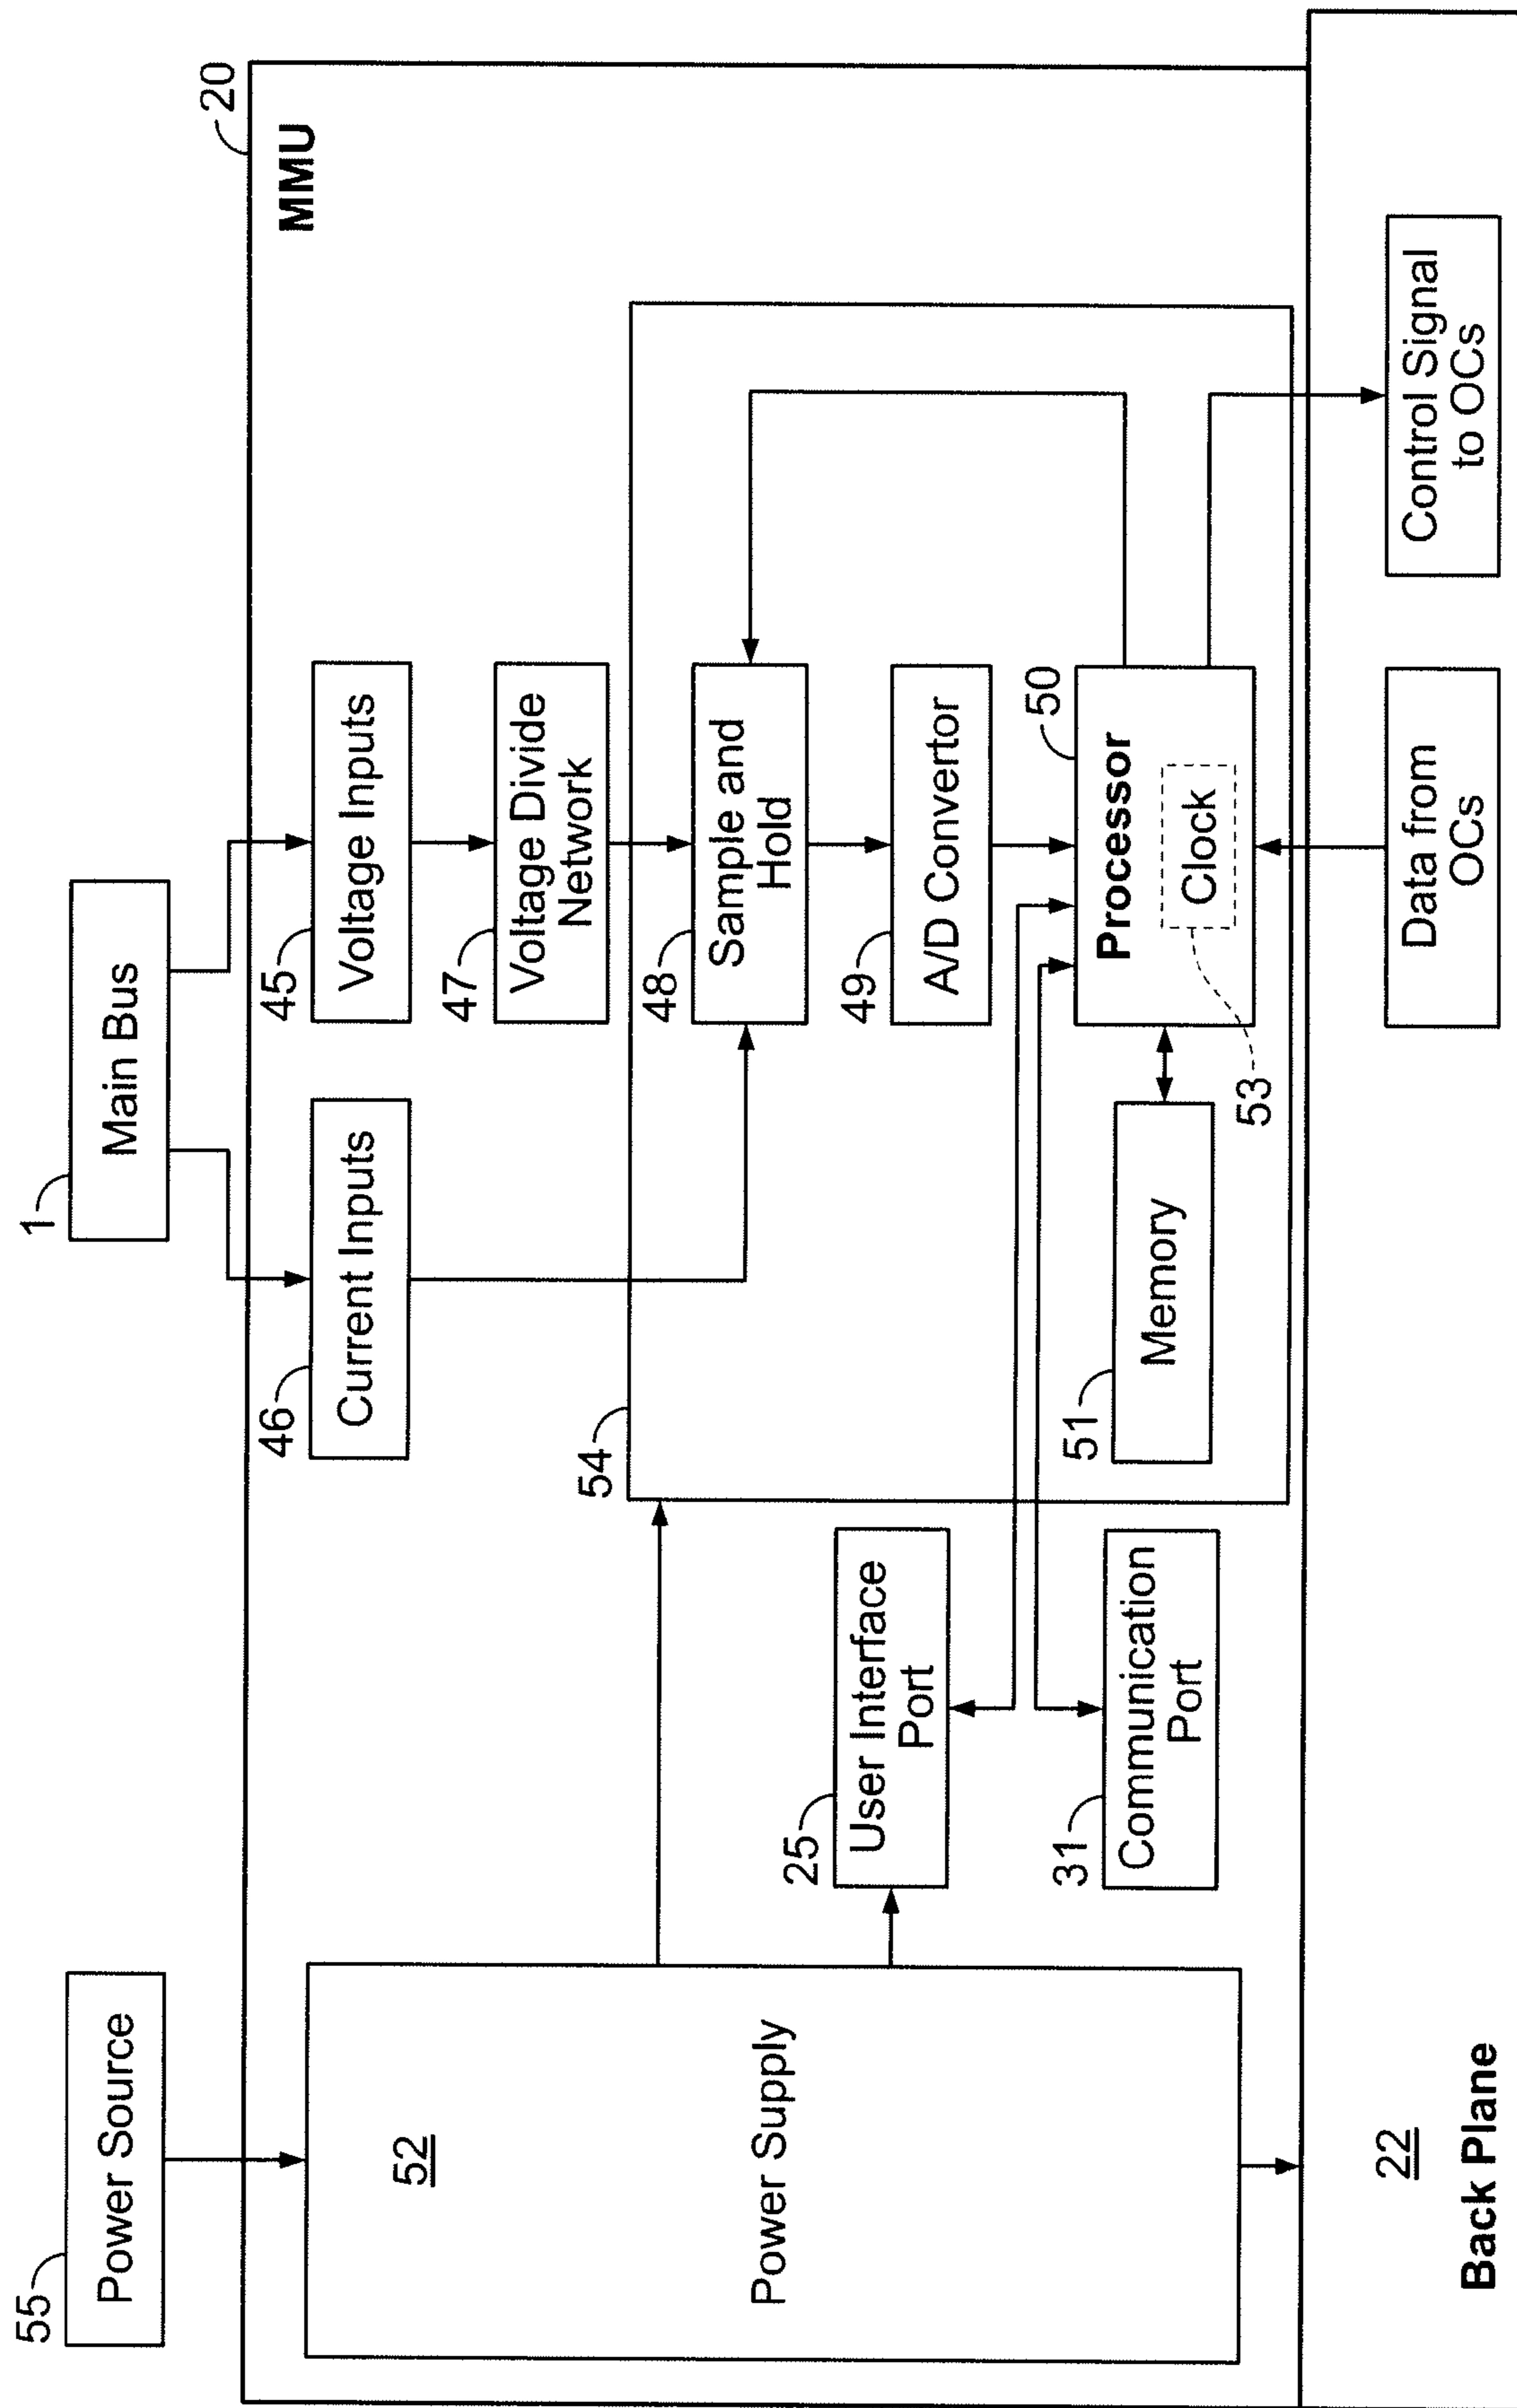 55
Power Source
1
Main Bus
20
MMU
52
Power Supply
46
Current Inputs
45
Voltage Inputs
47
Voltage Divide
Network
54
48
Sample and
Hold
25
User Interface
Port
49
A/D Convertor
31
Communication
Port
51
Memory
50
Processor
Clock
53
22
Back Plane
Data from
OCs
Control Signal
to OCs